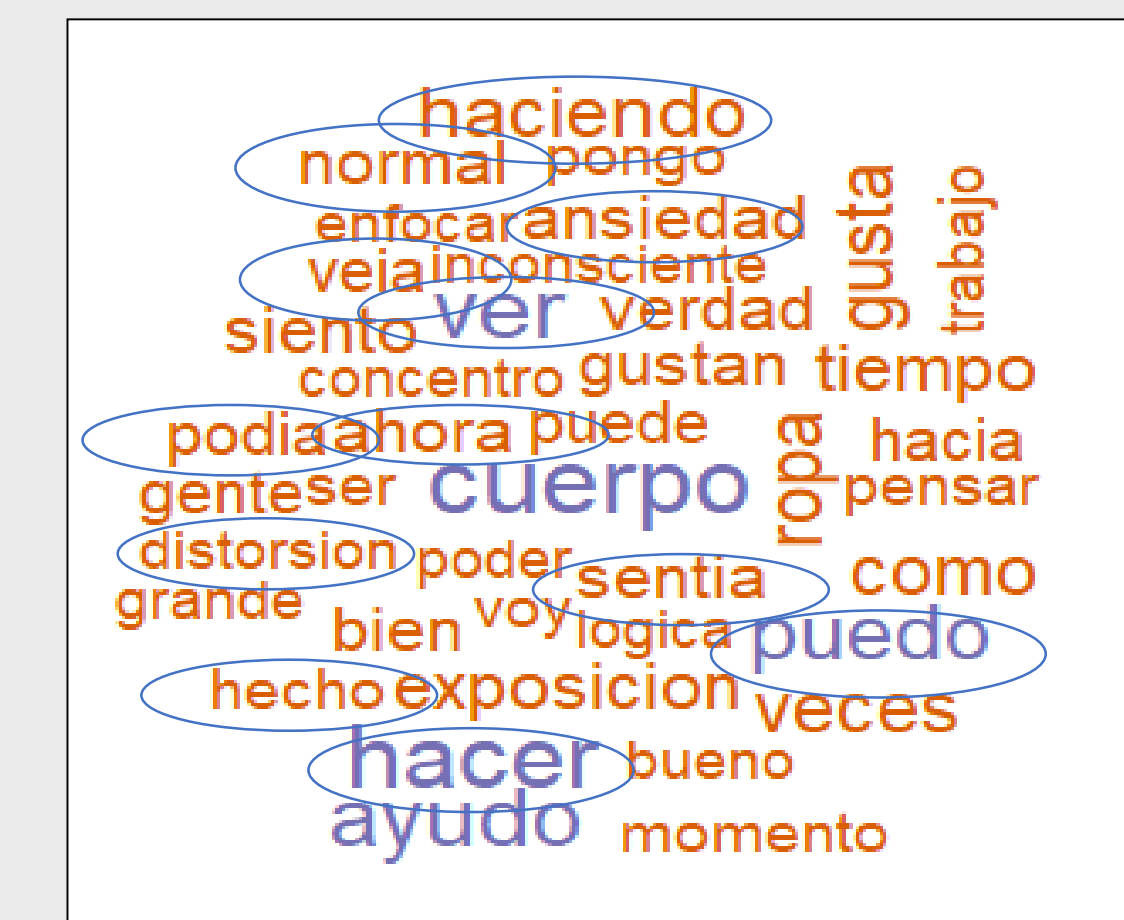 haciendo
normal pongo
enfocar ansiedad
gusta
trabajo
veia inconsciente
siento ver verdad
concentro gustan tiempo
podia ahora puede
ropa
hacia
gente ser cuerpo
pensar
distorsion poder sentia como
grande bien voy logica puedo
hecho exposicion veces
hacer bueno
ayudo momento